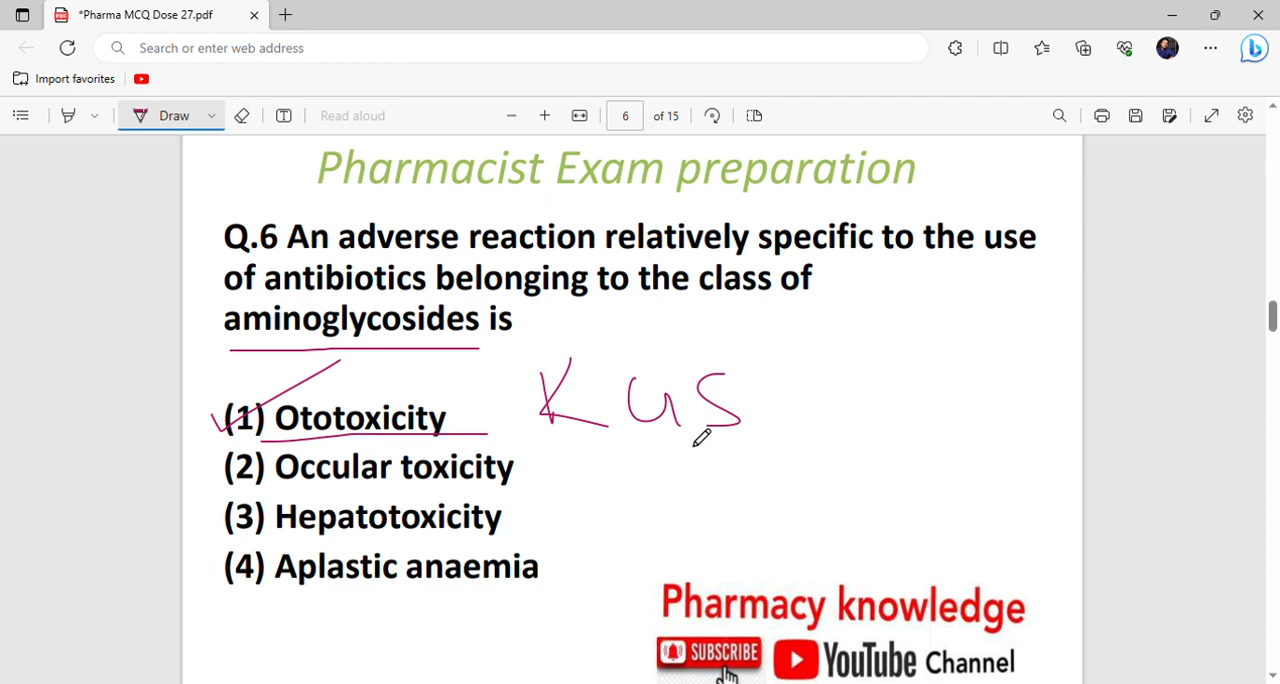 *Pharma MCQ Dose 27.pdf
Search or enter web address
Import favorites
Draw
Read aloud
6 of 15
Pharmacist Exam preparation
Q.6 An adverse reaction relatively specific to the use
of antibiotics belonging to the class of
aminoglycosides is
K G S
(1) Ototoxicity
(2) Occular toxicity
(3) Hepatotoxicity
(4) Aplastic anaemia
Pharmacy knowledge
SUBSCRIBE YouTube Channel